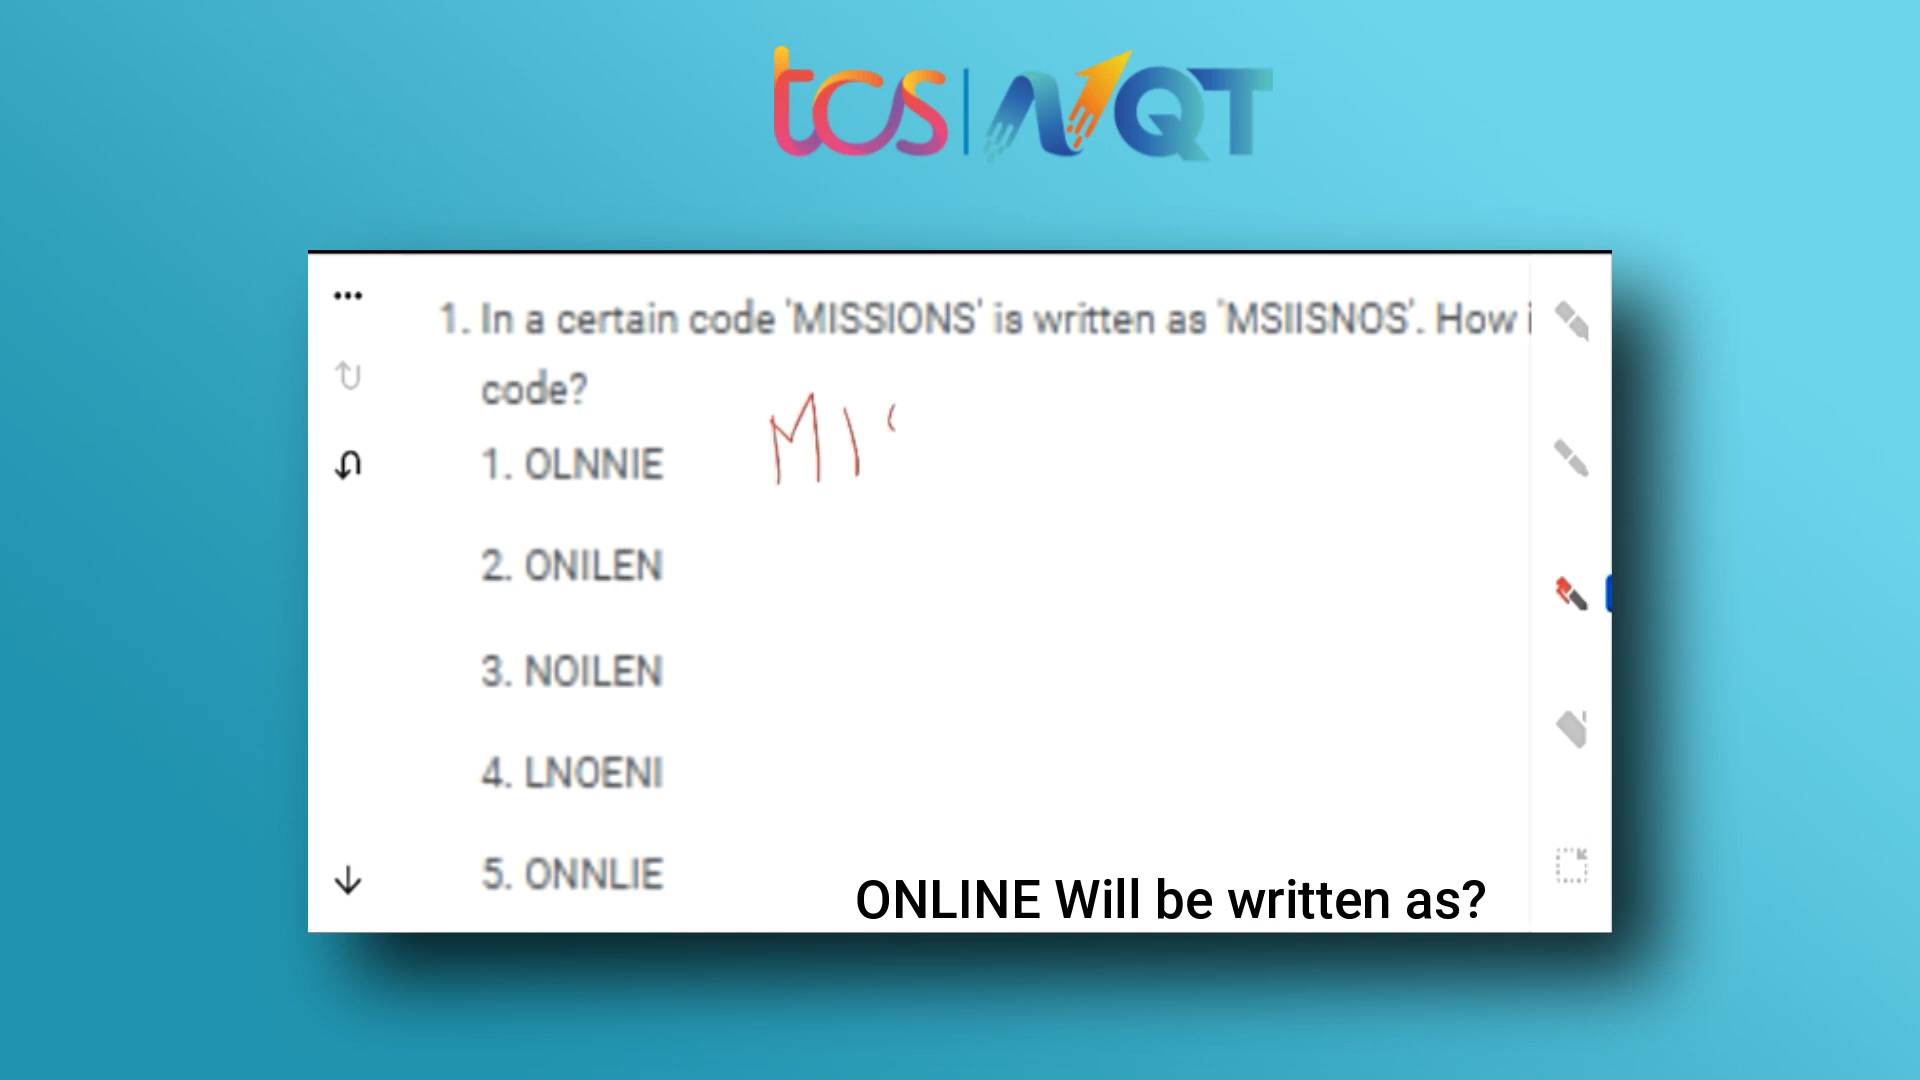 tcs | NQT
1. In a certain code 'MISSIONS' is written as 'MSIISNOS'. How i
code?
MI
1. OLNNIE
2. ONILEN
3. NOILEN
4. LNOENI
5. ONNLIE
ONLINE Will be written as?